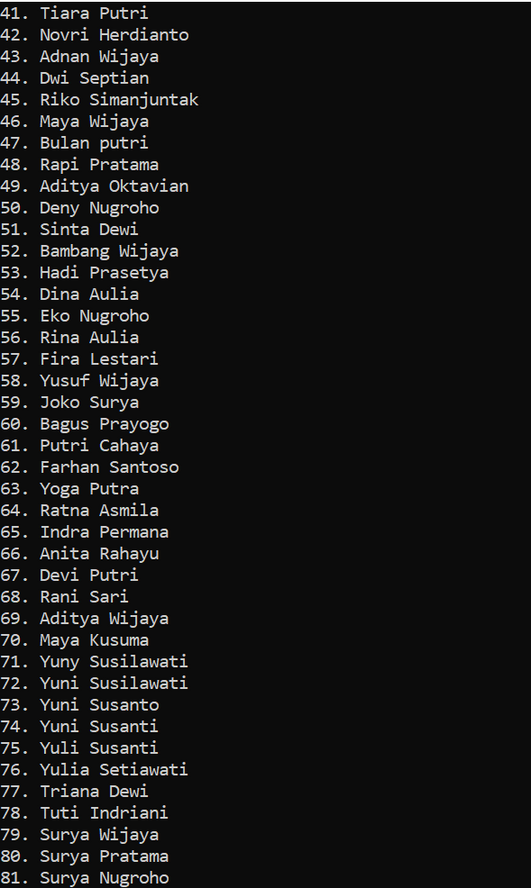 41. Tiara Putri
42. Novri Herdianto
43. Adnan Wijaya
44. Dwi Septian
45. Riko Simanjuntak
46. Maya Wijaya
47. Bulan putri
48. Rapi Pratama
49. Aditya Oktavian
50. Deny Nugroho
51. Sinta Dewi
52. Bambang Wijaya
53. Hadi Prasetya
54. Dina Aulia
55. Eko Nugroho
56. Rina Aulia
57. Fira Lestari
58. Yusuf Wijaya
59. Joko Surya
60. Bagus Prayogo
61. Putri Cahaya
62. Farhan Santoso
63. Yoga Putra
64. Ratna Asmila
65. Indra Permana
66. Anita Rahayu
67. Devi Putri
68. Rani Sari
69. Aditya Wijaya
70. Maya Kusuma
71. Yuny Susilawati
72. Yuni Susilawati
73. Yuni Susanto
74. Yuni Susanti
75. Yuli Susanti
76. Yulia Setiawati
77. Triana Dewi
78. Tuti Indriani
79. Surya Wijaya
80. Surya Pratama
81. Surya Nugroho